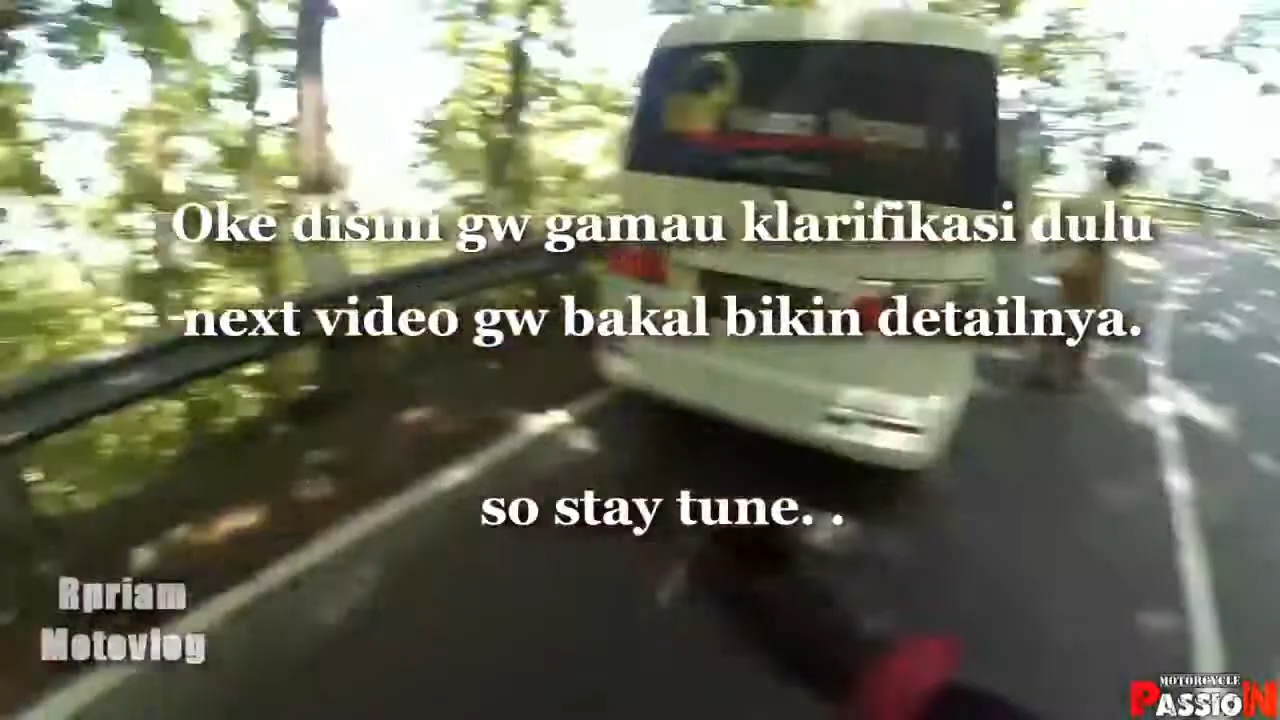 Oke disini gw gamau klarifikasi dulu
next video gw bakal bikin detailnya.
so stay tune. .
Rpriam
Motovlog
MOTORCYCLE
PASSION